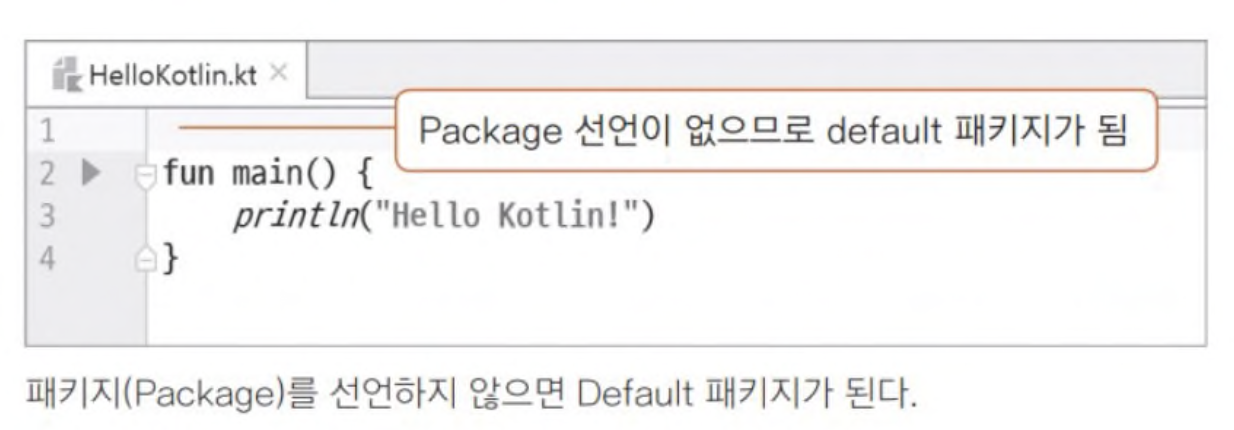 HelloKotlin.kt ×
Package 선언이 없으므로 default 패키지가 됨
1
2 fun main() {
3 println("Hello Kotlin!")
4 }
패키지(Package)를 선언하지 않으면 Default 패키지가 된다.